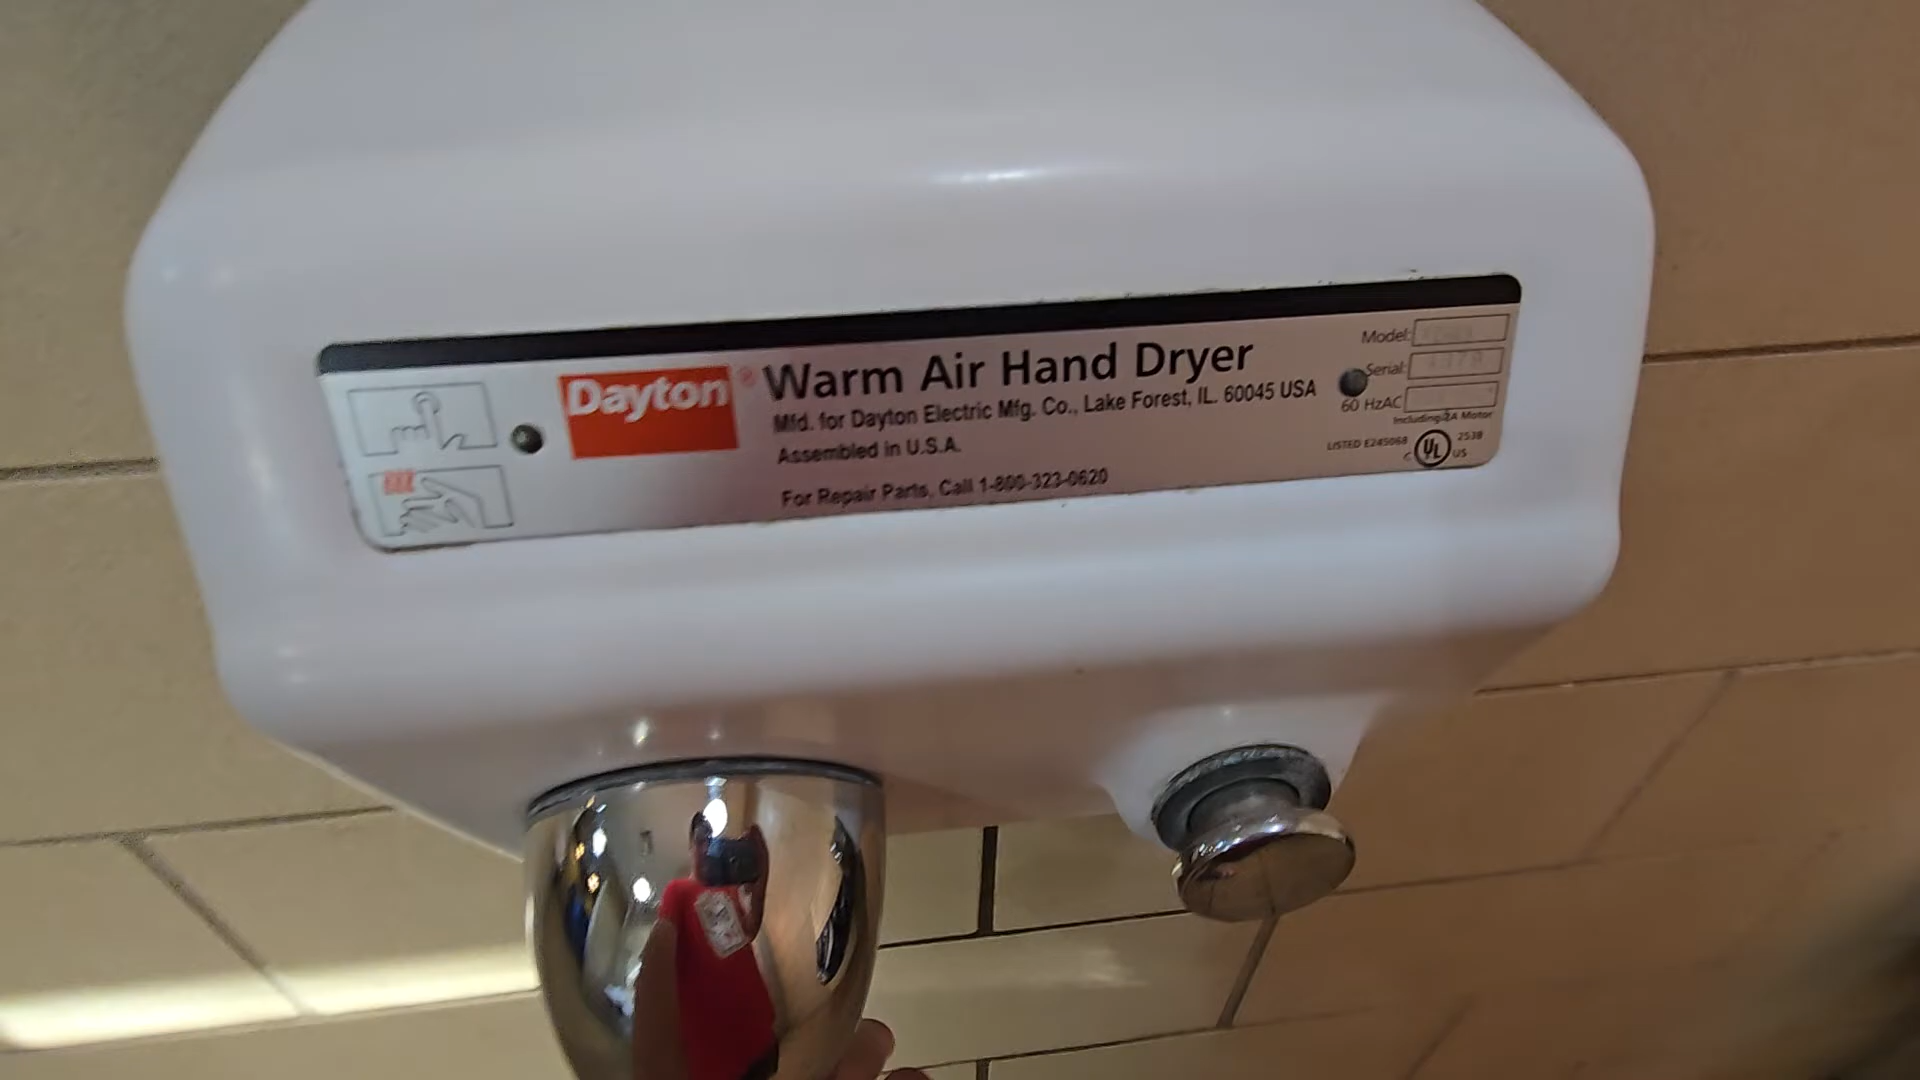 Dayton®
Warm Air Hand Dryer
Mfd. for Dayton Electric Mfg. Co., Lake Forest, IL. 60045 USA
Assembled in U.S.A.
For Repair Parts, Call 1-800-323-0620
Model:
Serial:
60 HzAC
Including 2A Motor
LISTED E245068
C UL US
253B